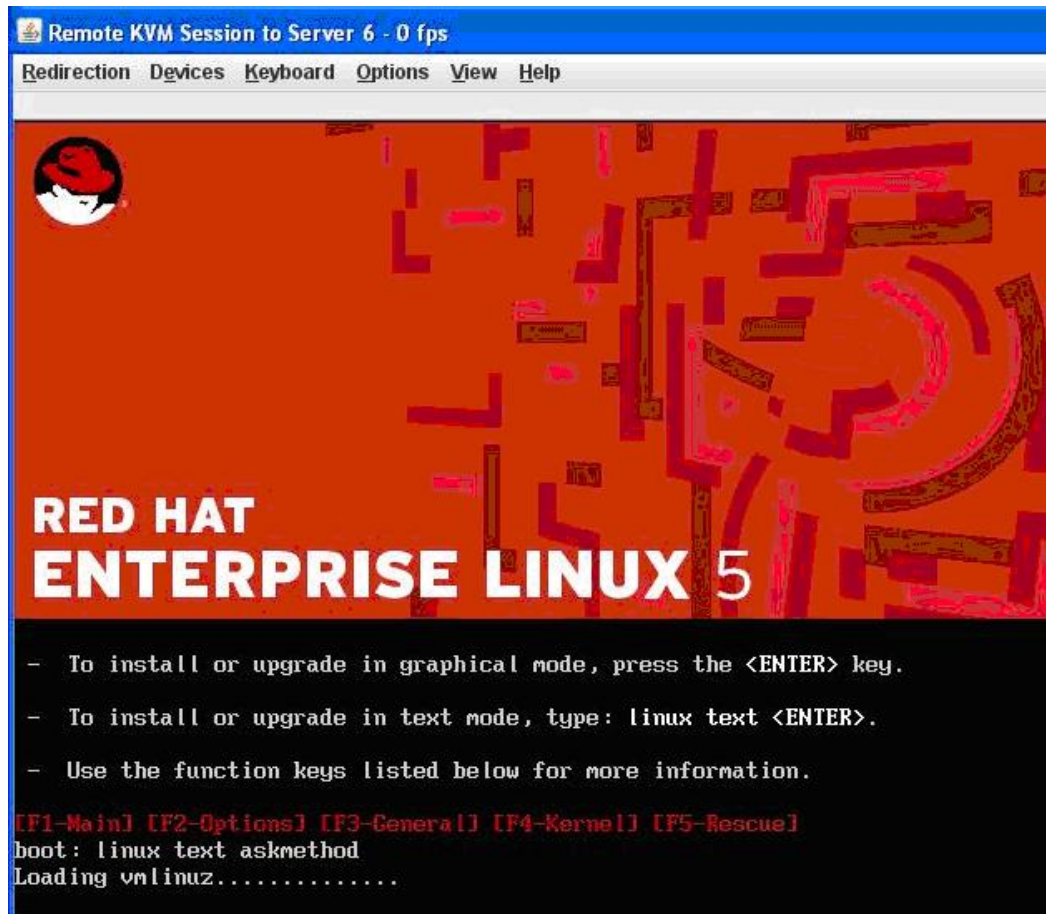 Remote KVM Session to Server 6 - 0 fps
Redirection Devices Keyboard Options View Help
RED HAT
ENTERPRISE LINUX 5
- To install or upgrade in graphical mode, press the <ENTER> key.
- To install or upgrade in text mode, type: linux text <ENTER>.
- Use the function keys listed below for more information.
[F1-Main] [F2-Options] [F3-General] [F4-Kernel] [F5-Rescue]
boot: linux text askmethod
Loading vmlinuz..............